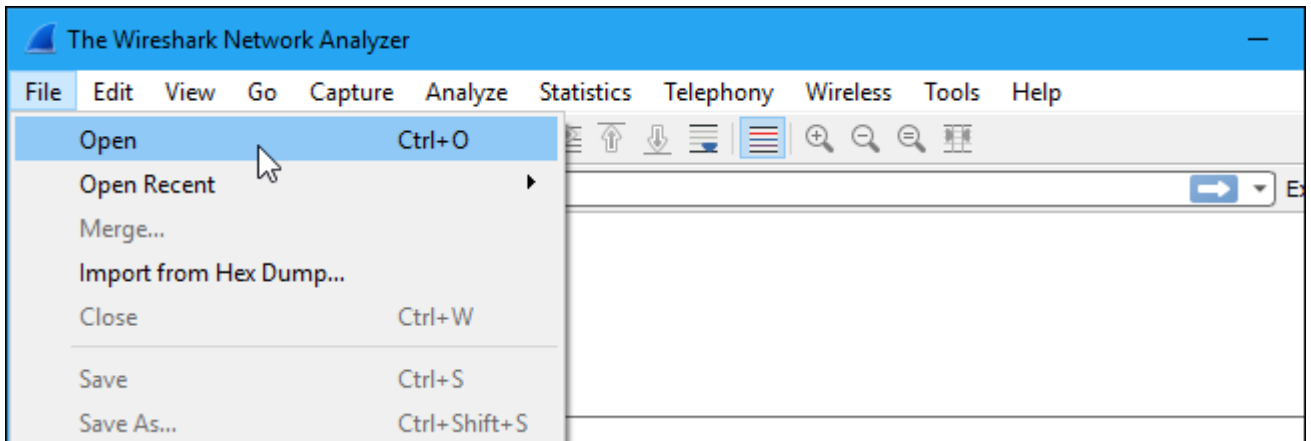 The Wireshark Network Analyzer
File Edit View Go Capture Analyze Statistics Telephony Wireless Tools Help
Open Ctrl+O
Open Recent
Merge...
Import from Hex Dump...
Close Ctrl+W
Save Ctrl+S
Save As... Ctrl+Shift+S